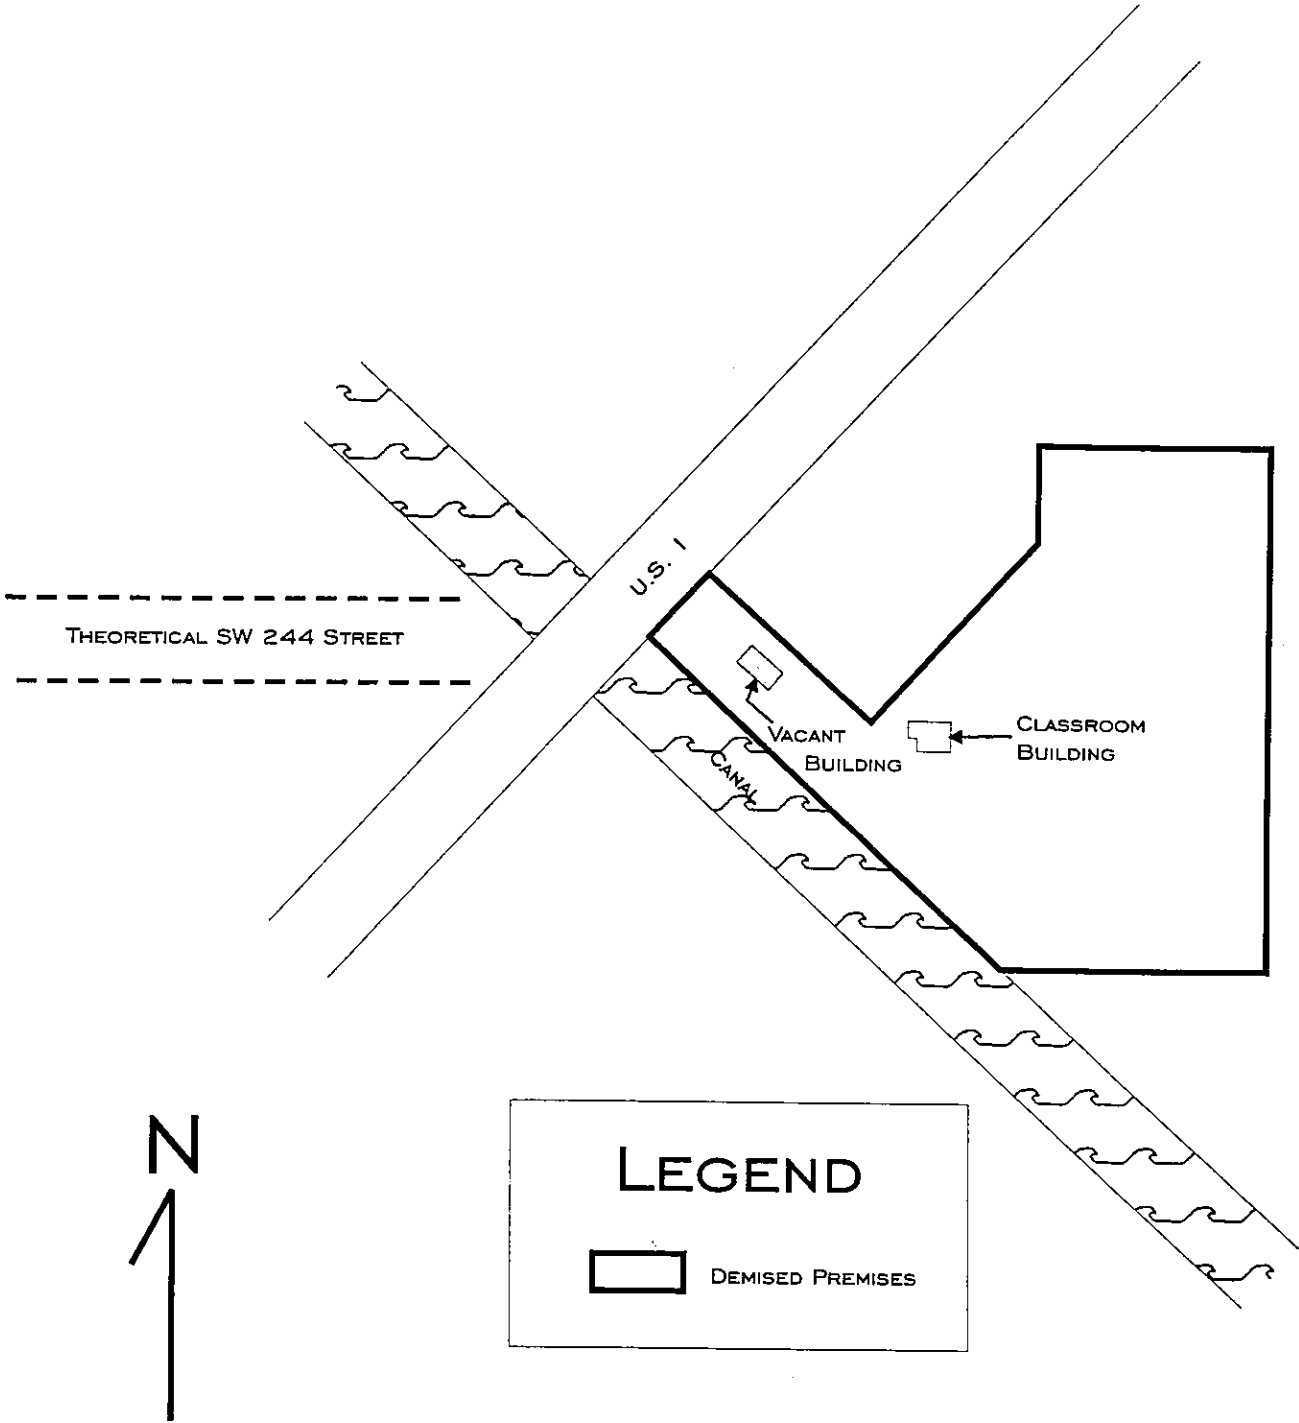 U.S. 1
THEORETICAL SW 244 STREET
VACANT
BUILDING
CLASSROOM
BUILDING
CANAL
N
LEGEND
DEMISED PREMISES